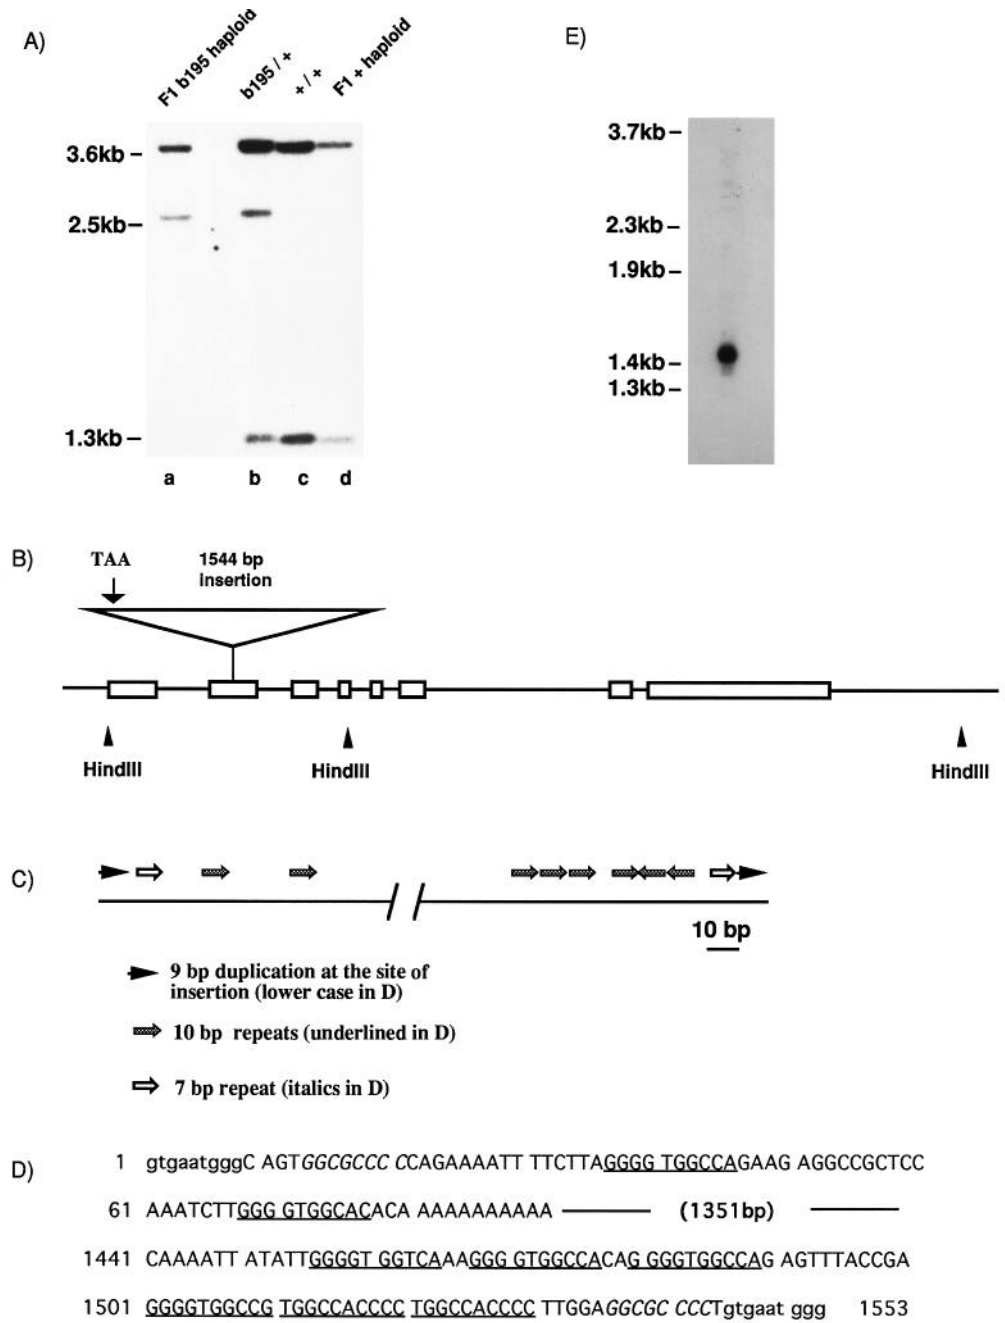 A)
F1 b195 haploid
b195 / +
+ / +
F1 + haploid
3.6kb
2.5kb
1.3kb
a b c d
E)
3.7kb
2.3kb
1.9kb
1.4kb
1.3kb
B)
TAA
1544 bp
insertion
HindIII
HindIII
HindIII
C)
10 bp
9 bp duplication at the site of
insertion (lower case in D)
10 bp repeats (underlined in D)
7 bp repeat (italics in D)
D)
1 gtgaatgggC AGTGGCGCCC CCAGAAAATT TTCTTAGGGG TGGCCAGAAG AGGCCGCTCC
61 AAATCTTGGG GTGGCACACA AAAAAAAAAA (1351bp)
1441 CAAAATT ATATTGGGGT GGTCAAAGGG GTGGCCACAG GGGTGGCCAG AGTTTACCGA
1501 GGGGTGGCCG TGGCCACCCC TGGCCACCCC TTGGAGGCGC CCCTgtgaat ggg 1553